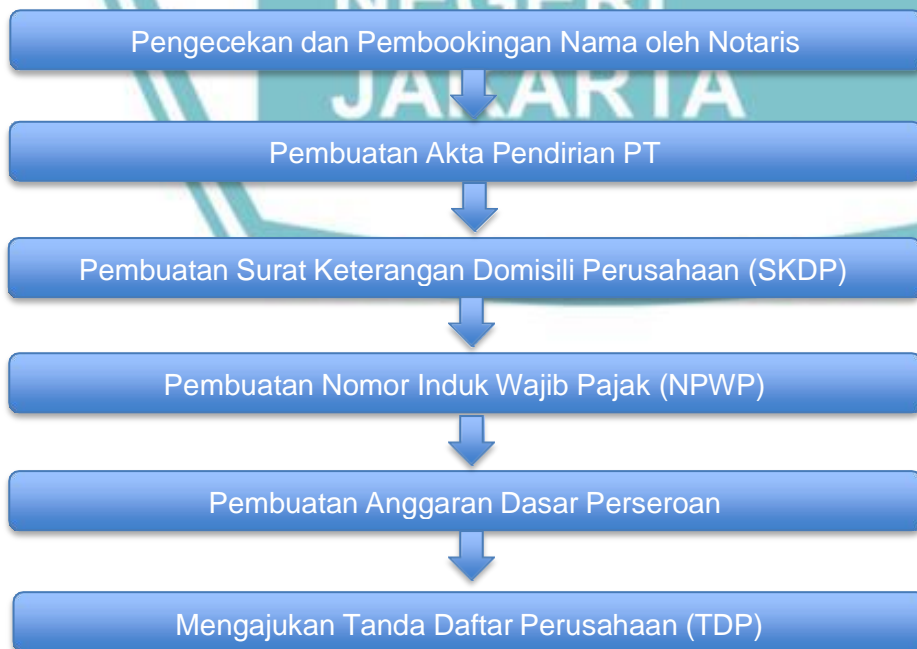 NEGERI
Pengecekan dan Pembookingan Nama oleh Notaris
JAKARTA
Pembuatan Akta Pendirian PT
Pembuatan Surat Keterangan Domisili Perusahaan (SKDP)
Pembuatan Nomor Induk Wajib Pajak (NPWP)
Pembuatan Anggaran Dasar Perseroan
Mengajukan Tanda Daftar Perusahaan (TDP)